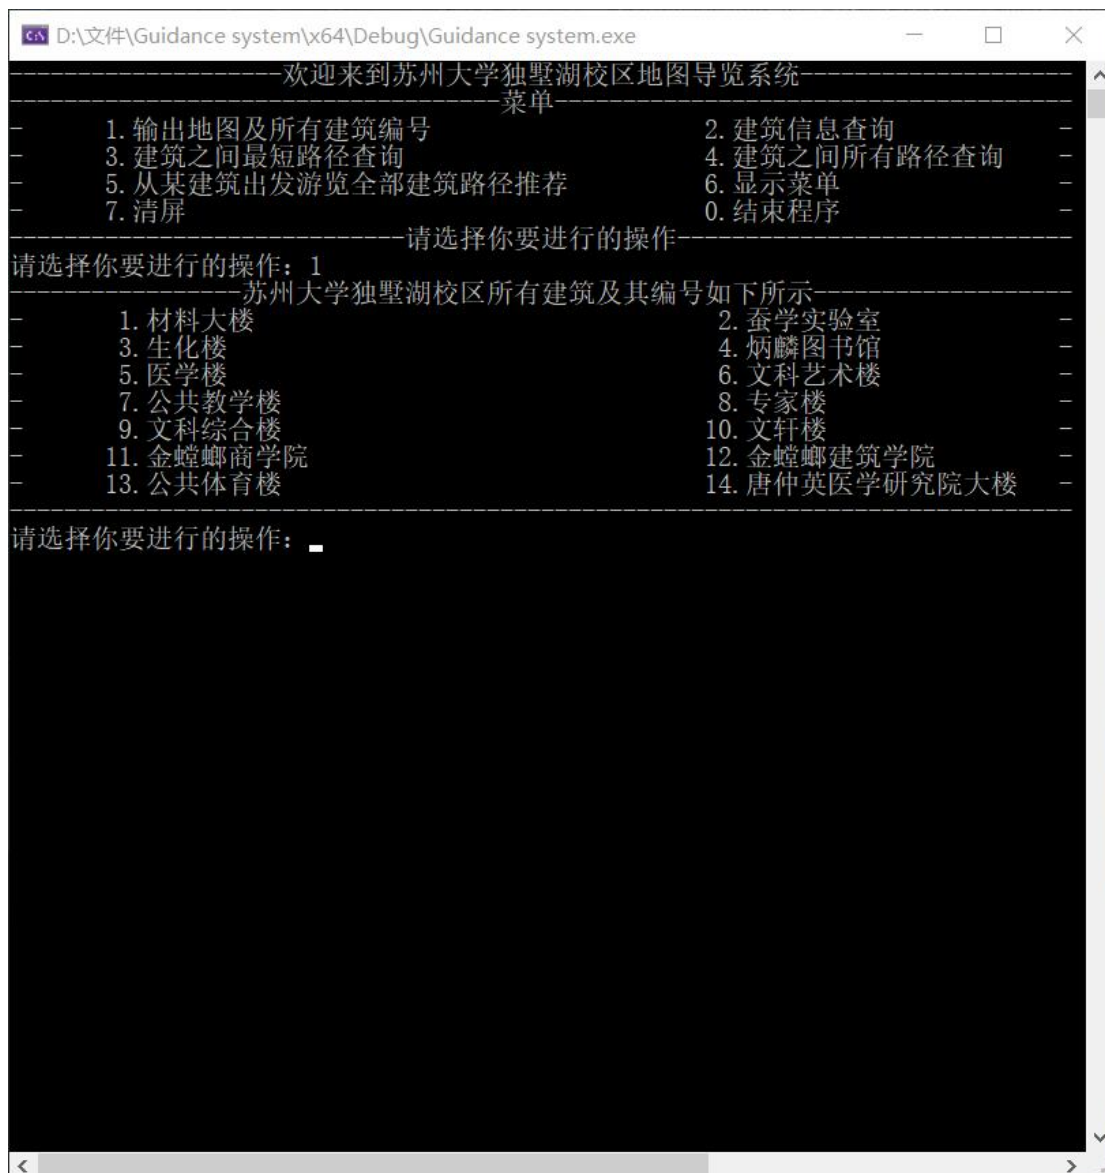 D:\文件\Guidance system\x64\Debug\Guidance system.exe
--------------------欢迎来到苏州大学独墅湖校区地图导览系统--------------------
------------------------------------菜单--------------------------------------
- 1.输出地图及所有建筑编号 2.建筑信息查询 -
- 3.建筑之间最短路径查询 4.建筑之间所有路径查询 -
- 5.从某建筑出发游览全部建筑路径推荐 6.显示菜单 -
- 7.清屏 0.结束程序 -
-----------------------------请选择你要进行的操作-----------------------------
请选择你要进行的操作：1
-----------------苏州大学独墅湖校区所有建筑及其编号如下所示-------------------
- 1.材料大楼 2.蚕学实验室 -
- 3.生化楼 4.炳麟图书馆 -
- 5.医学楼 6.文科艺术楼 -
- 7.公共教学楼 8.专家楼 -
- 9.文科综合楼 10.文轩楼 -
- 11.金螳螂商学院 12.金螳螂建筑学院 -
- 13.公共体育楼 14.唐仲英医学研究院大楼 -
------------------------------------------------------------------------------
请选择你要进行的操作：